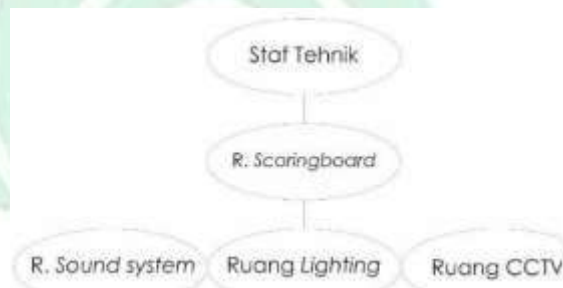 Staf Tehnik
R. Scoringboard
R. Sound system Ruang Lighting Ruang CCTV